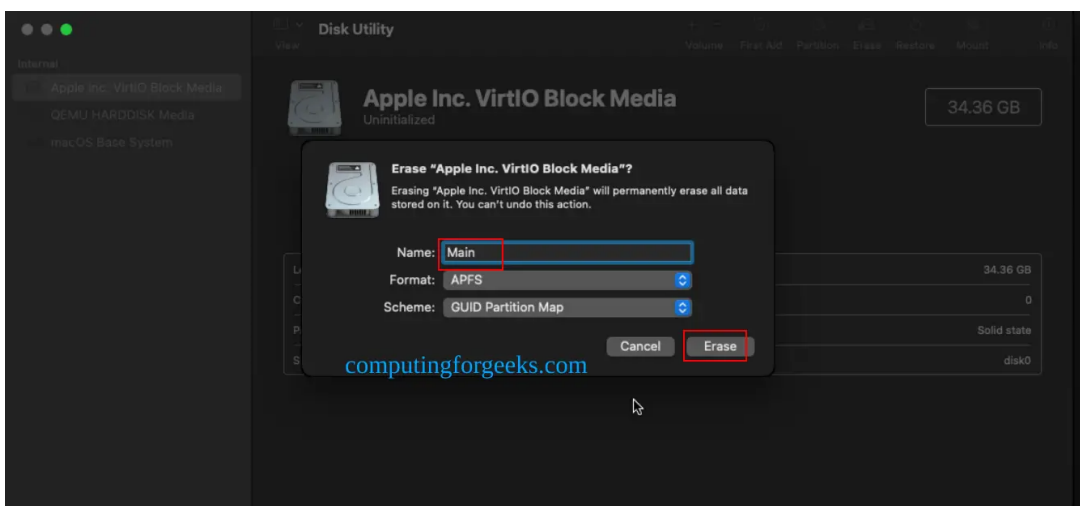 Disk Utility
View
Volume First Aid Partition Erase Restore Mount Info
Internal
Apple Inc. VirtIO Block Media
QEMU HARDDISK Media
macOS Base System
Apple Inc. VirtIO Block Media
Uninitialized
34.36 GB
Erase “Apple Inc. VirtIO Block Media”?
Erasing “Apple Inc. VirtIO Block Media” will permanently erase all data
stored on it. You can’t undo this action.
Name: Main
Format: APFS
Scheme: GUID Partition Map
Cancel Erase
34.36 GB
0
Solid state
disk0
computingforgeeks.com